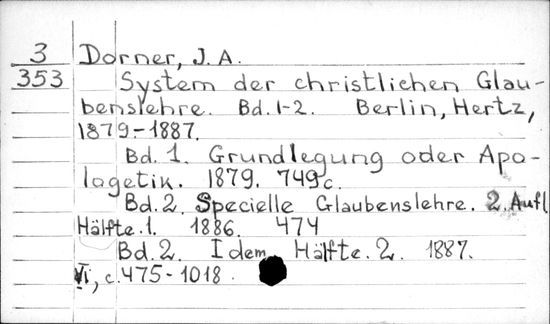 3 Dorner, J. A.
353 System der christlichen Glau-
benslehre. Bd. 1-2. Berlin, Hertz,
1879-1887.
Bd. 1. Grundlegung oder Apo-
logetik. 1879. 749 c.
Bd. 2. Specielle Glaubenslehre. 2. Aufl.
Hälfte. 1. 1886. 474
Bd. 2. Idem. Hälfte. 2. 1887.
VI, c. 475-1018.